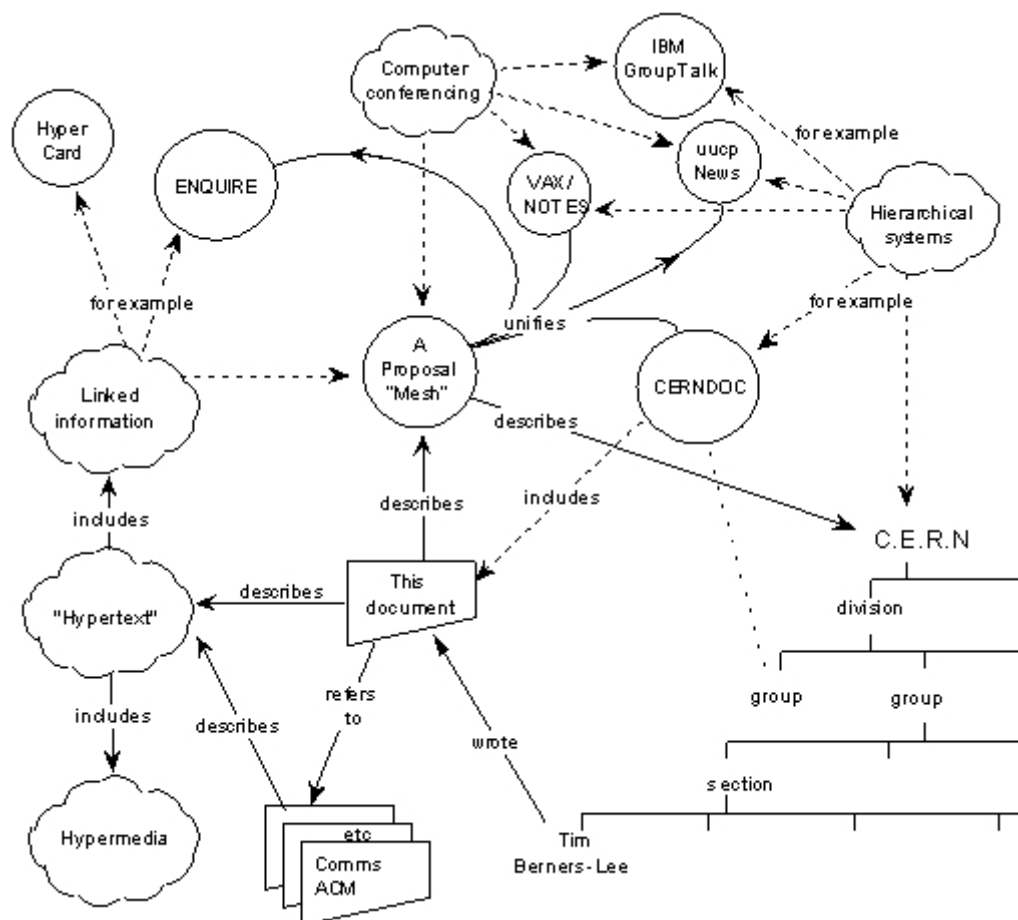 IBM
GroupTalk
Computer
conferencing
Hyper
Card
for example
uucp
News
ENQUIRE
VAX/
NOTES
Hierarchical
systems
for example
for example
unifies
A
Proposal
"Mesh"
CERNDOC
Linked
information
describes
includes
describes
includes
C.E.R.N
This
document
describes
"Hypertext"
division
refers
to
group
group
includes
describes
wrote
section
Hypermedia
etc
Tim
Berners-Lee
Comms
ACM